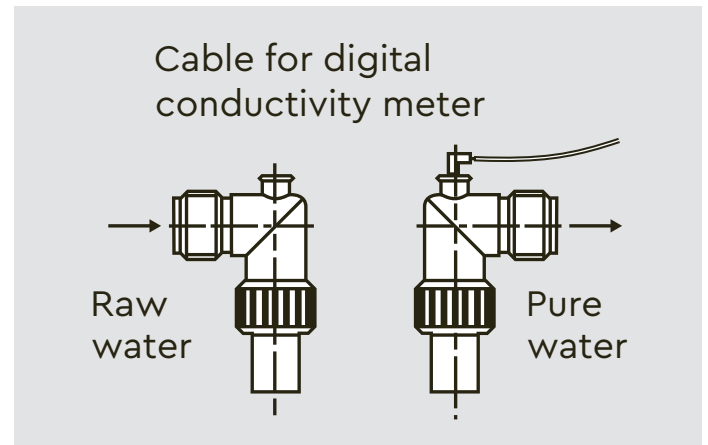 Cable for digital
conductivity meter
Raw
water
Pure
water